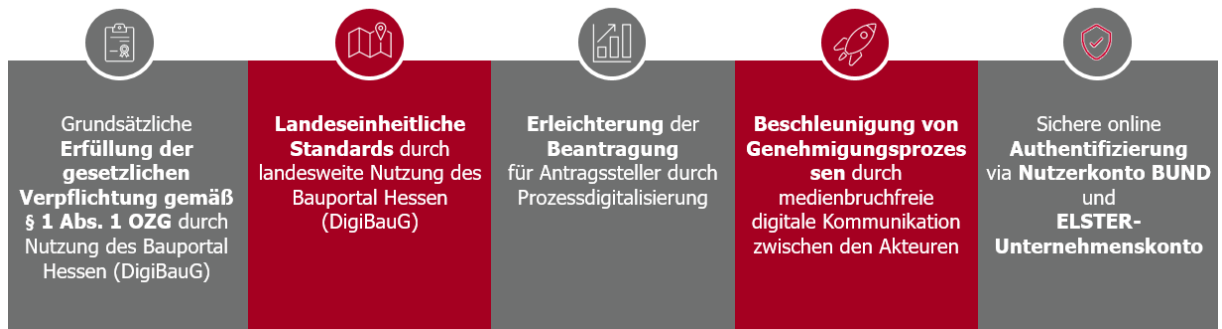 Grundsätzliche
Erfüllung der
gesetzlichen
Verpflichtung gemäß
§ 1 Abs. 1 OZG durch
Nutzung des Bauportal
Hessen (DigiBauG)
Landeseinheitliche
Standards durch
landesweite Nutzung des
Bauportal Hessen
(DigiBauG)
Erleichterung der
Beantragung
für Antragssteller durch
Prozessdigitalisierung
Beschleunigung von
Genehmigungsprozes
sen durch
medienbruchfreie
digitale Kommunikation
zwischen den Akteuren
Sichere online
Authentifizierung
via Nutzerkonto BUND
und
ELSTER-
Unternehmenskonto